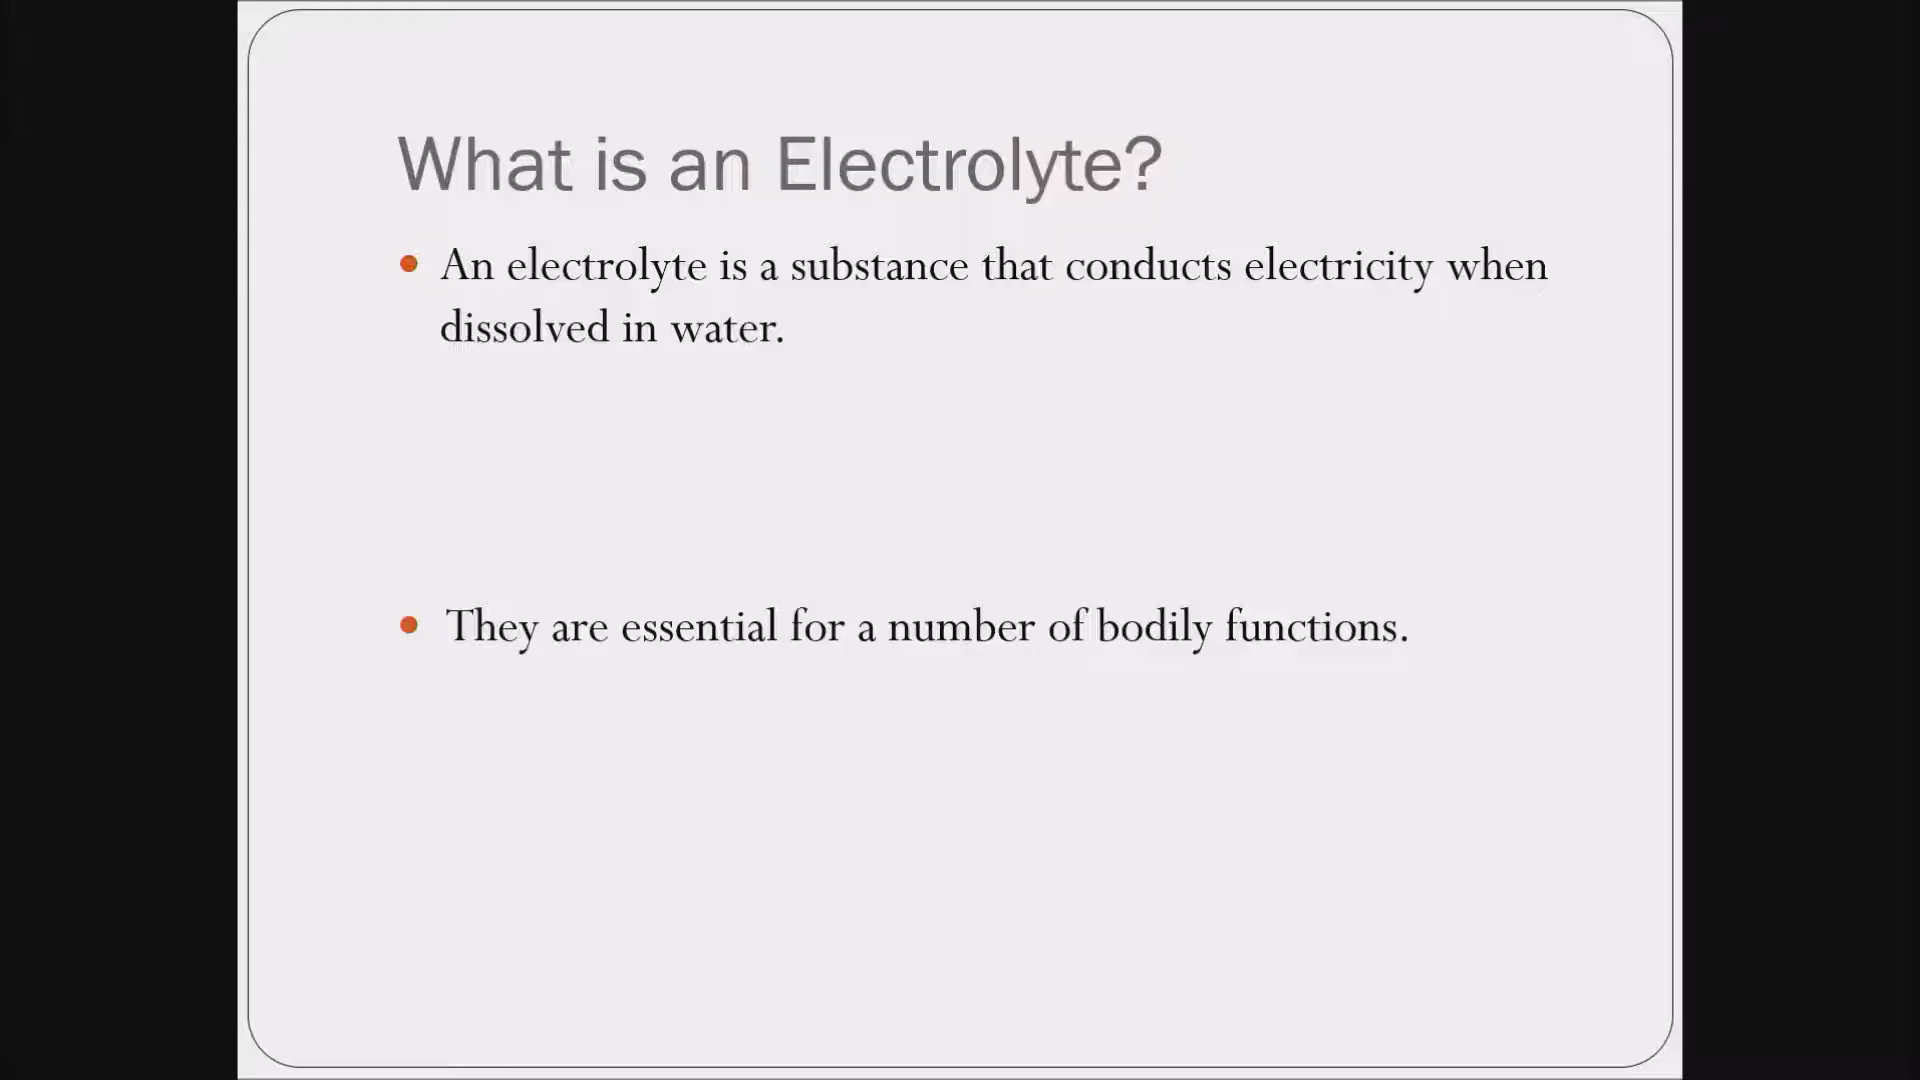 What is an Electrolyte?
An electrolyte is a substance that conducts electricity when
dissolved in water.
They are essential for a number of bodily functions.